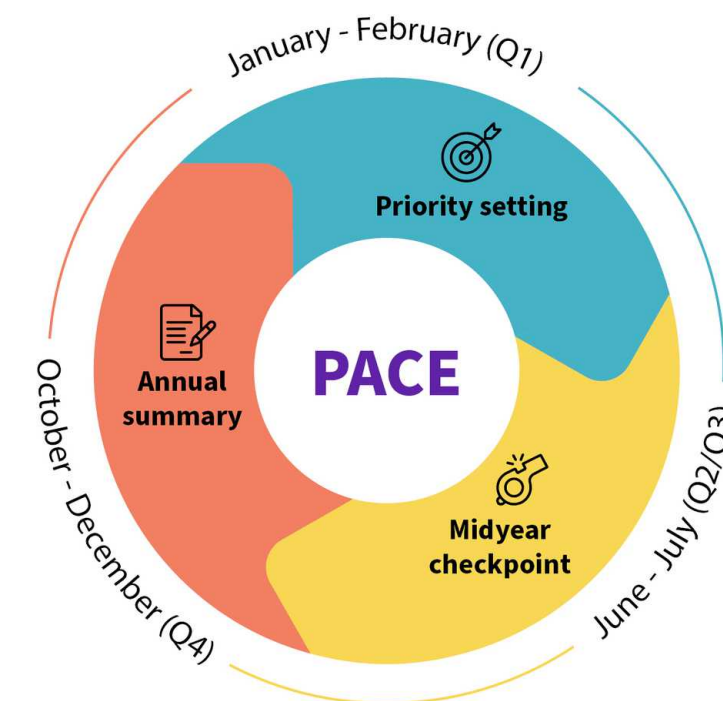 January - February (Q1)
Priority setting
PACE
Annual
summary
Midyear
checkpoint
June - July (Q2/Q3)
October - December (Q4)